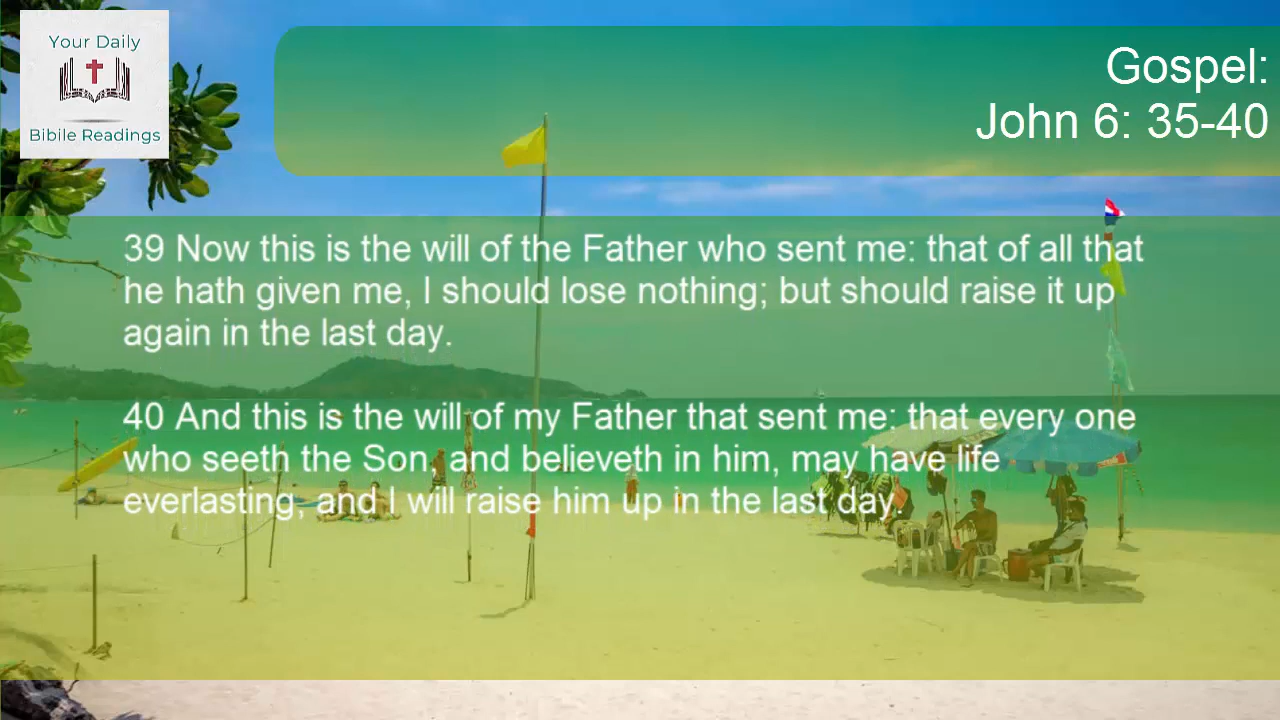 Your Daily
Bibile Readings
Gospel:
John 6: 35-40
39 Now this is the will of the Father who sent me: that of all that
he hath given me, I should lose nothing; but should raise it up
again in the last day.
40 And this is the will of my Father that sent me: that every one
who seeth the Son, and believeth in him, may have life
everlasting, and I will raise him up in the last day.